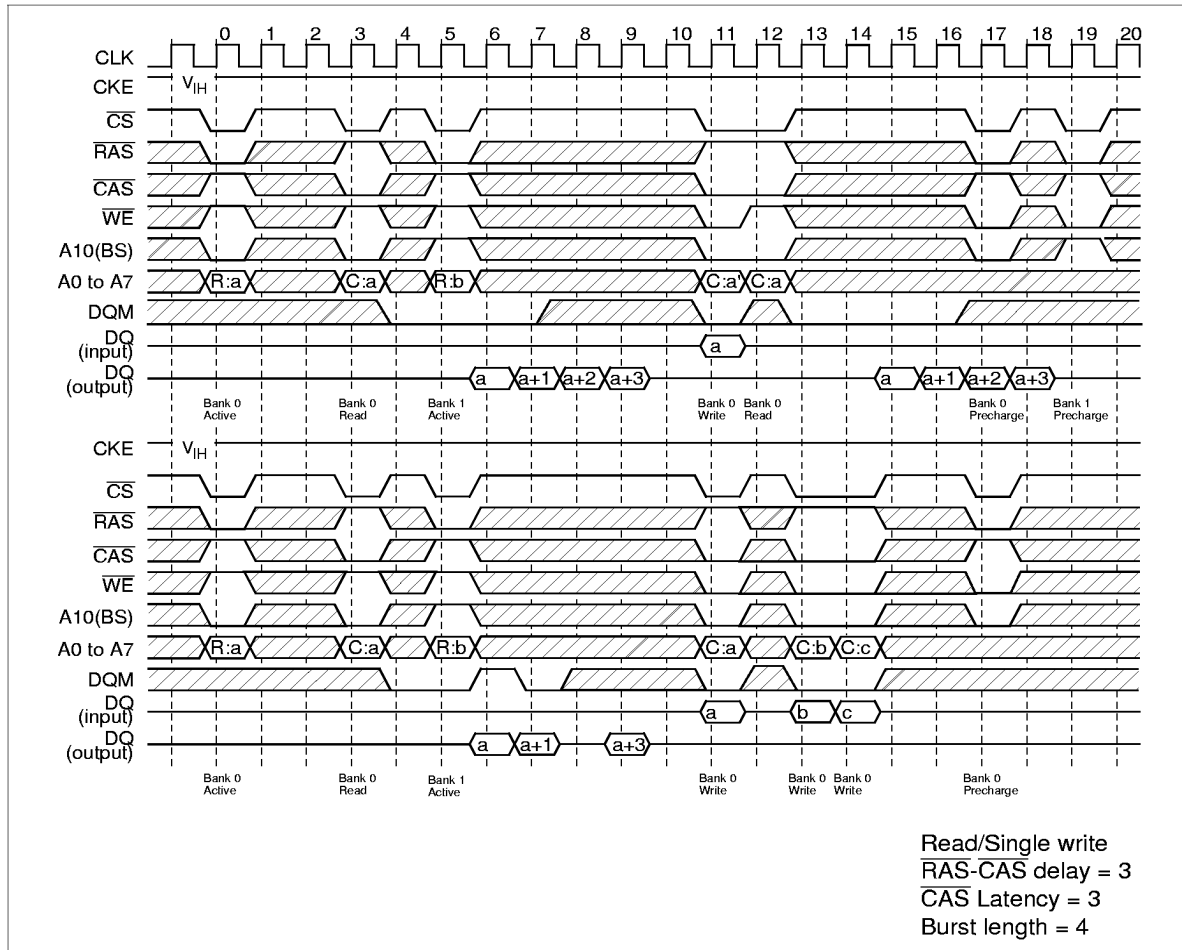 0 1 2 3 4 5 6 7 8 9 10 11 12 13 14 15 16 17 18 19 20
CLK
CKE VIH
CS
RAS
CAS
WE
A10(BS)
A0 to A7 R:a C:a R:b C:a' C:a
DQM
DQ (input) a
DQ (output) a a+1 a+2 a+3 a a+1 a+2 a+3
Bank 0 Active Bank 0 Read Bank 1 Active Bank 0 Write Bank 0 Read Bank 0 Precharge Bank 1 Precharge
CKE VIH
CS
RAS
CAS
WE
A10(BS)
A0 to A7 R:a C:a R:b C:a C:b C:c
DQM
DQ (input) a b c
DQ (output) a a+1 a+3
Bank 0 Active Bank 0 Read Bank 1 Active Bank 0 Write Bank 0 Write Bank 0 Write Bank 0 Precharge
Read/Single write
RAS-CAS delay = 3
CAS Latency = 3
Burst length = 4